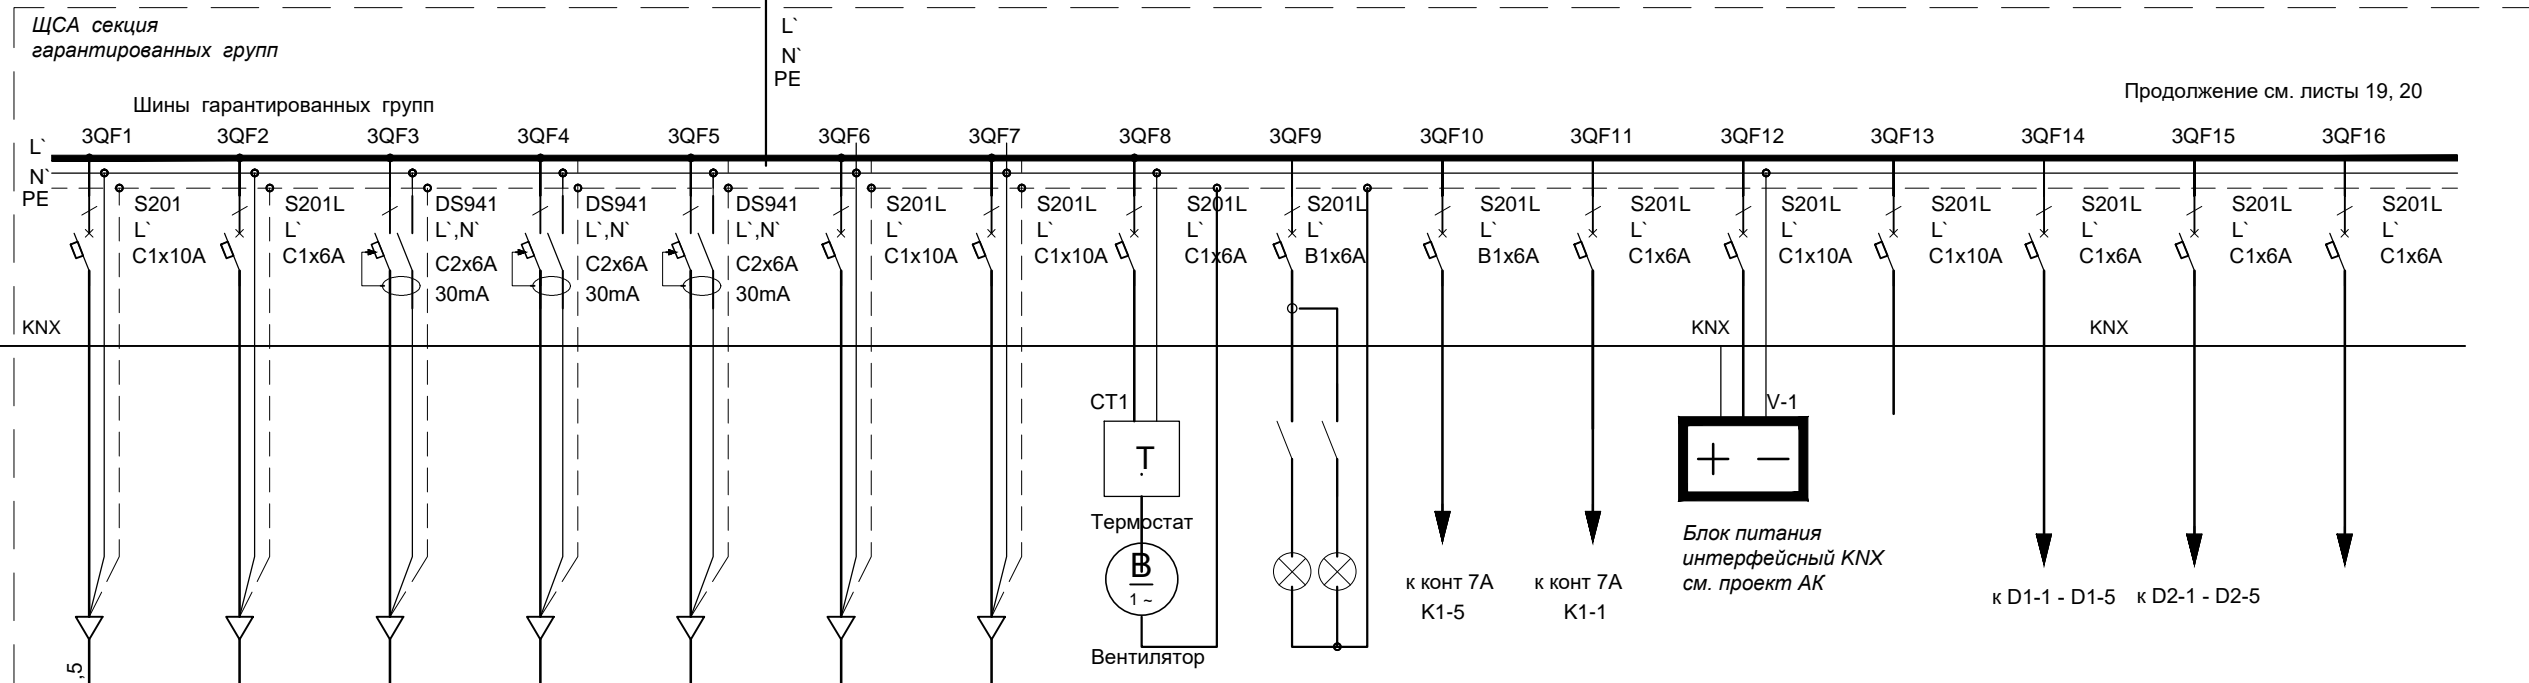 ЩСА секция
гарантированных групп
L`
N`
PE
Шины гарантированных групп
Продолжение см. листы 19, 20
3QF1 3QF2 3QF3 3QF4 3QF5 3QF6 3QF7 3QF8 3QF9 3QF10 3QF11 3QF12 3QF13 3QF14 3QF15 3QF16
L`
N`
PE
S201 S201L DS941 DS941 DS941 S201L S201L S201L S201L S201L S201L S201L S201L S201L S201L S201L
L` L` L`,N` L`,N` L`,N` L` L` L` L` L` L` L` L` L` L` L`
C1x10A C1x6A C2x6A C2x6A C2x6A C1x10A C1x10A C1x6A B1x6A B1x6A C1x6A C1x10A C1x10A C1x6A C1x6A C1x6A
30mA 30mA 30mA
KNX KNX KNX
CT1 V-1
T
Термостат
В
1 ~
Вентилятор
к конт 7А
K1-5
к конт 7А
K1-1
Блок питания
интерфейсный KNX
см. проект АК
к D1-1 - D1-5 к D2-1 - D2-5
,5